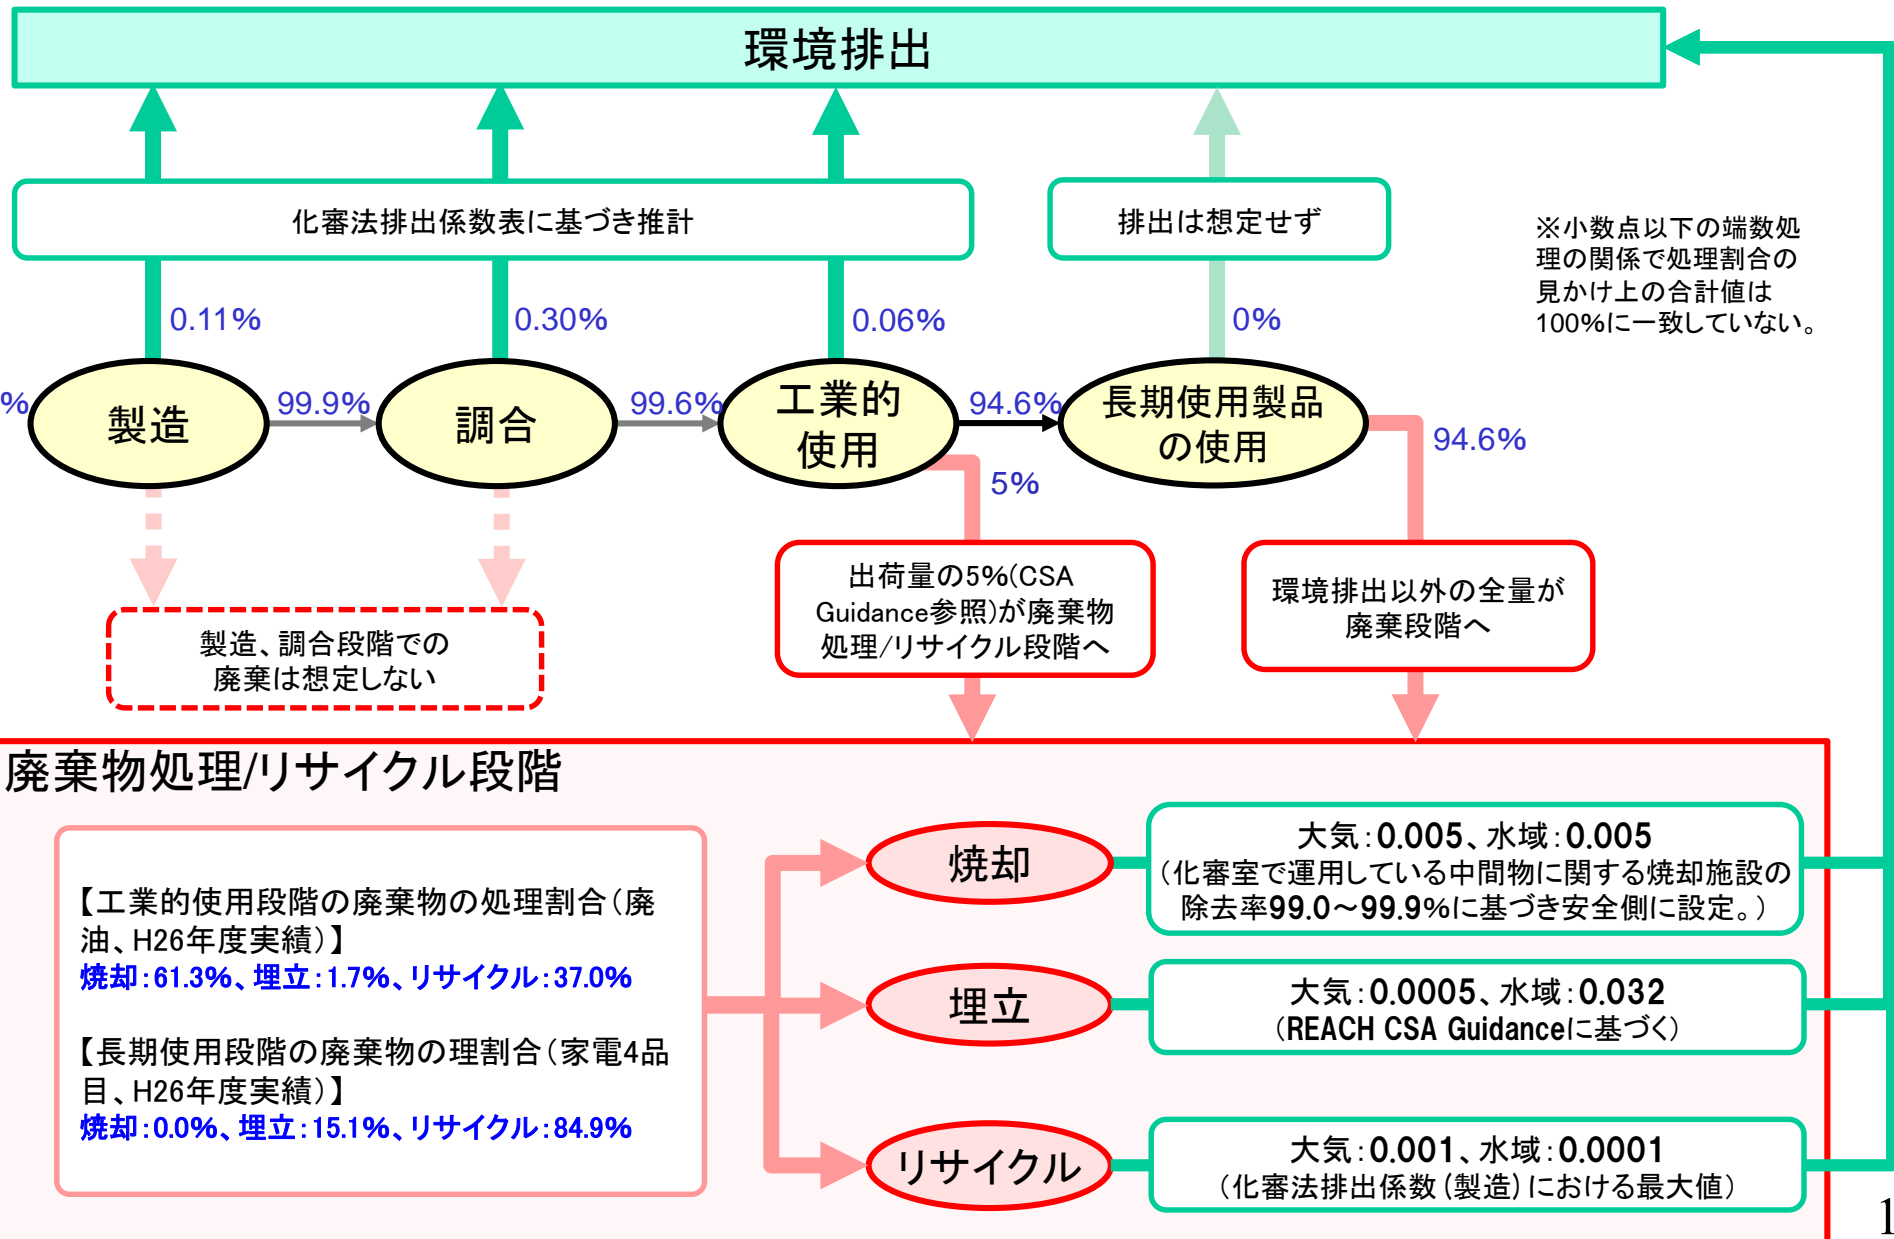 環境排出
化審法排出係数表に基づき推計
排出は想定せず
※小数点以下の端数処
理の関係で処理割合の
見かけ上の合計値は
100%に一致していない。
0.11%
0.30%
0.06%
0%
%
製造
99.9%
調合
99.6%
工業的
使用
94.6%
長期使用製品
の使用
94.6%
5%
製造、調合段階での
廃棄は想定しない
出荷量の5%(CSA
Guidance参照)が廃棄物
処理/リサイクル段階へ
環境排出以外の全量が
廃棄段階へ
廃棄物処理/リサイクル段階
【工業的使用段階の廃棄物の処理割合(廃
油、H26年度実績)】
焼却:61.3%、埋立:1.7%、リサイクル:37.0%
【長期使用段階の廃棄物の理割合(家電4品
目、H26年度実績)】
焼却:0.0%、埋立:15.1%、リサイクル:84.9%
焼却
大気:0.005、水域:0.005
(化審室で運用している中間物に関する焼却施設の
除去率99.0～99.9%に基づき安全側に設定。)
埋立
大気:0.0005、水域:0.032
(REACH CSA Guidanceに基づく)
リサイクル
大気:0.001、水域:0.0001
(化審法排出係数(製造)における最大値)
1